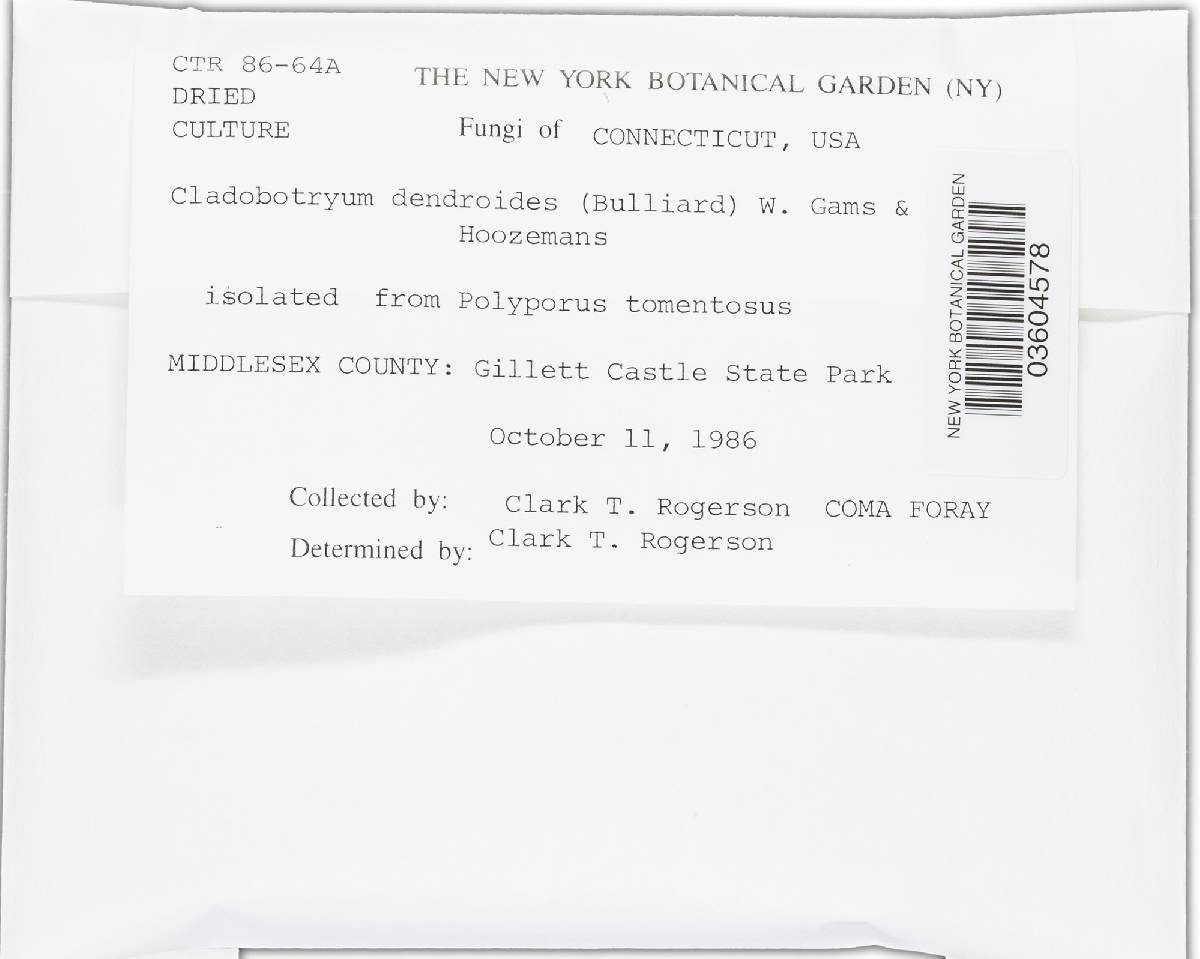 CTR 86-64A
DRIED
CULTURE
THE NEW YORK BOTANICAL GARDEN (NY)
Fungi of CONNECTICUT, USA
Cladobotryum dendroides (Bulliard) W. Gams &
Hoozemans
isolated from Polyporus tomentosus
MIDDLESEX COUNTY: Gillett Castle State Park
October 11, 1986
Collected by: Clark T. Rogerson COMA FORAY
Determined by: Clark T. Rogerson
NEW YORK BOTANICAL GARDEN
03604578